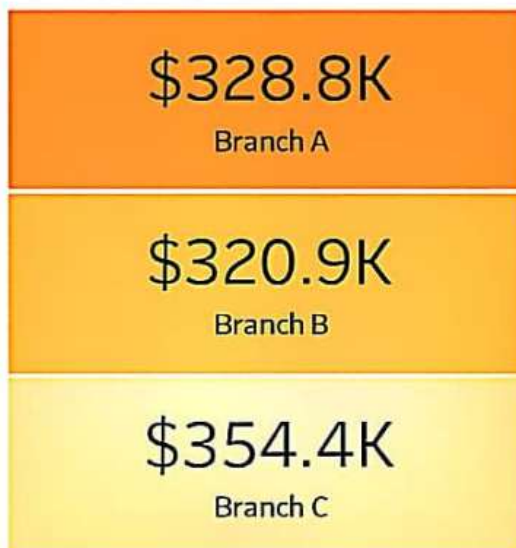 $328.8K
Branch A
$320.9K
Branch B
$354.4K
Branch C